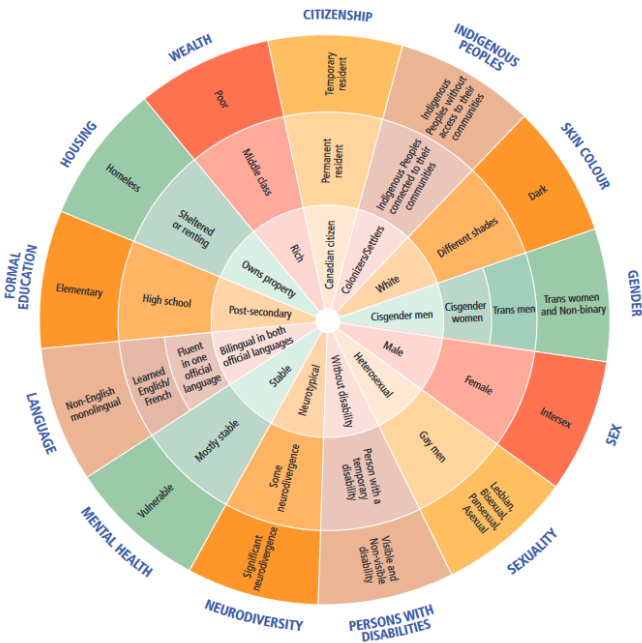 CITIZENSHIP
Temporary
resident
Permanent
resident
Canadian citizen
INDIGENOUS
PEOPLES
Indigenous
Peoples without
access to their
communities
Indigenous Peoples
connected to their
communities
Colonizers/Settlers
SKIN COLOUR
Dark
Different shades
White
GENDER
Trans women
and Non-binary
Trans men
Cisgender
women
Cisgender men
SEX
Intersex
Female
Male
SEXUALITY
Lesbian,
Bisexual,
Pansexual,
Asexual
Gay men
Heterosexual
PERSONS WITH
DISABILITIES
Visible and
Non-visible
disability
Person with a
temporary
disability
Without disability
NEURODIVERSITY
Significant
neurodivergence
Some
neurodivergence
Neurotypical
MENTAL HEALTH
Vulnerable
Mostly stable
Stable
LANGUAGE
Non-English
monolingual
Learned
English/
French
Fluent
in one
official
language
Bilingual in both
official languages
FORMAL
EDUCATION
Elementary
High school
Post-secondary
HOUSING
Homeless
Sheltered
or renting
Owns property
WEALTH
Poor
Middle class
Rich